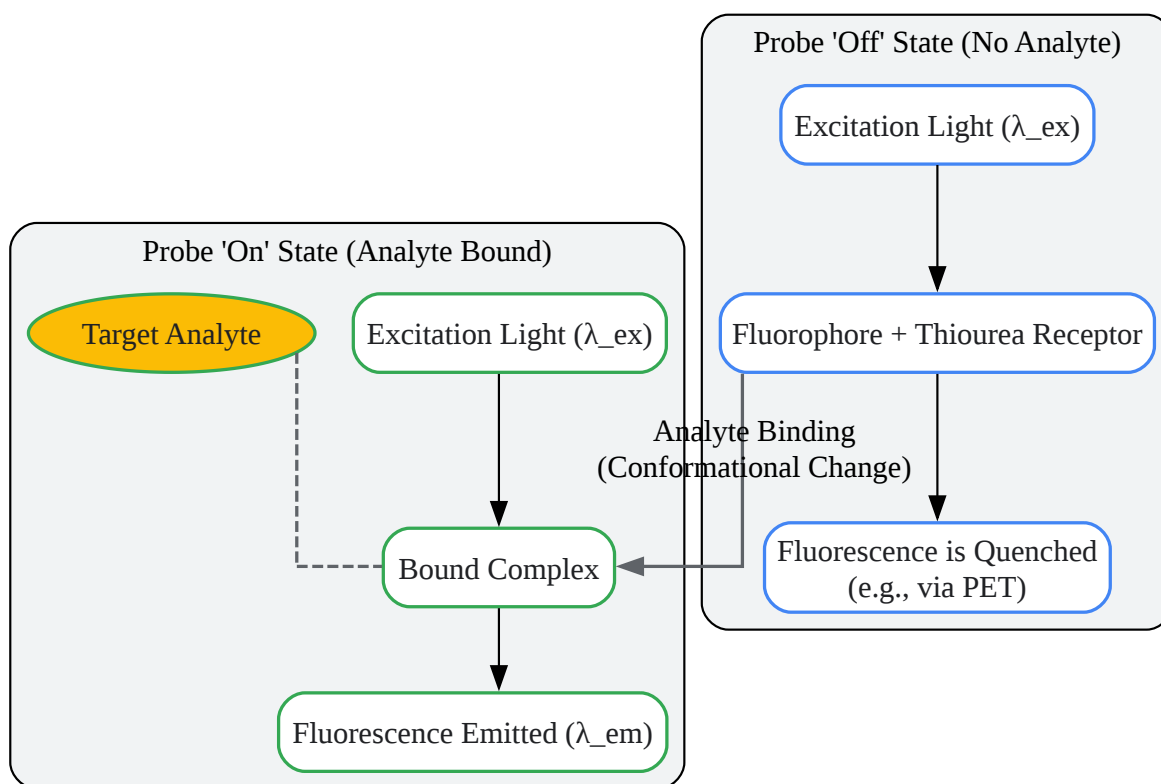 Probe 'Off' State (No Analyte)
Excitation Light (λ_ex)
Probe 'On' State (Analyte Bound)
Target Analyte
Excitation Light (λ_ex)
Fluorophore + Thiourea Receptor
Analyte Binding
(Conformational Change)
Bound Complex
Fluorescence is Quenched
(e.g., via PET)
Fluorescence Emitted (λ_em)